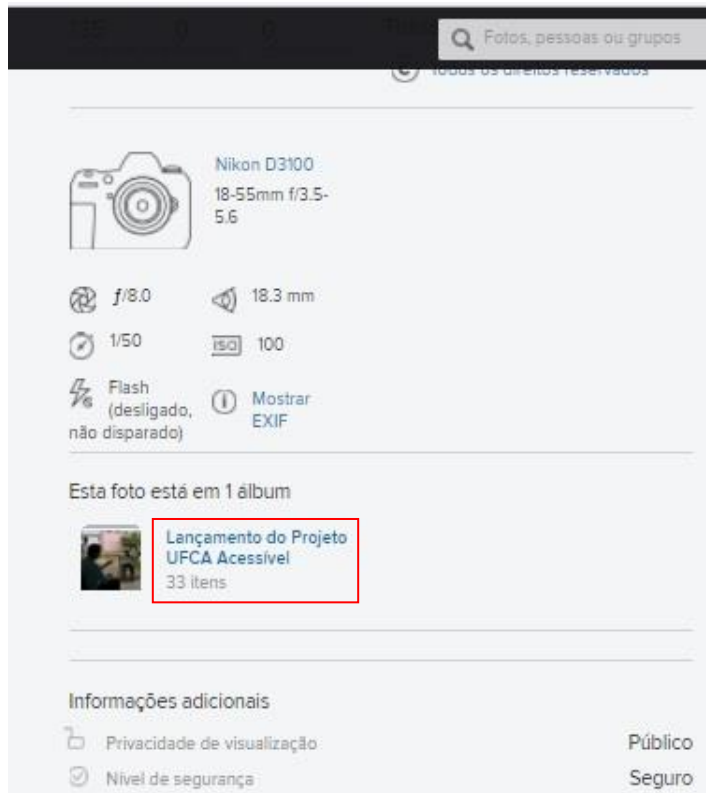 Fotos, pessoas ou grupos
Todos os direitos reservados
Nikon D3100
18-55mm f/3.5-
5.6
ƒ/8.0
18.3 mm
1/50
ISO
100
Flash
(desligado,
não disparado)
Mostrar
EXIF
Esta foto está em 1 álbum
Lançamento do Projeto
UFCA Acessível
33 itens
Informações adicionais
Privacidade de visualização
Público
Nível de segurança
Seguro